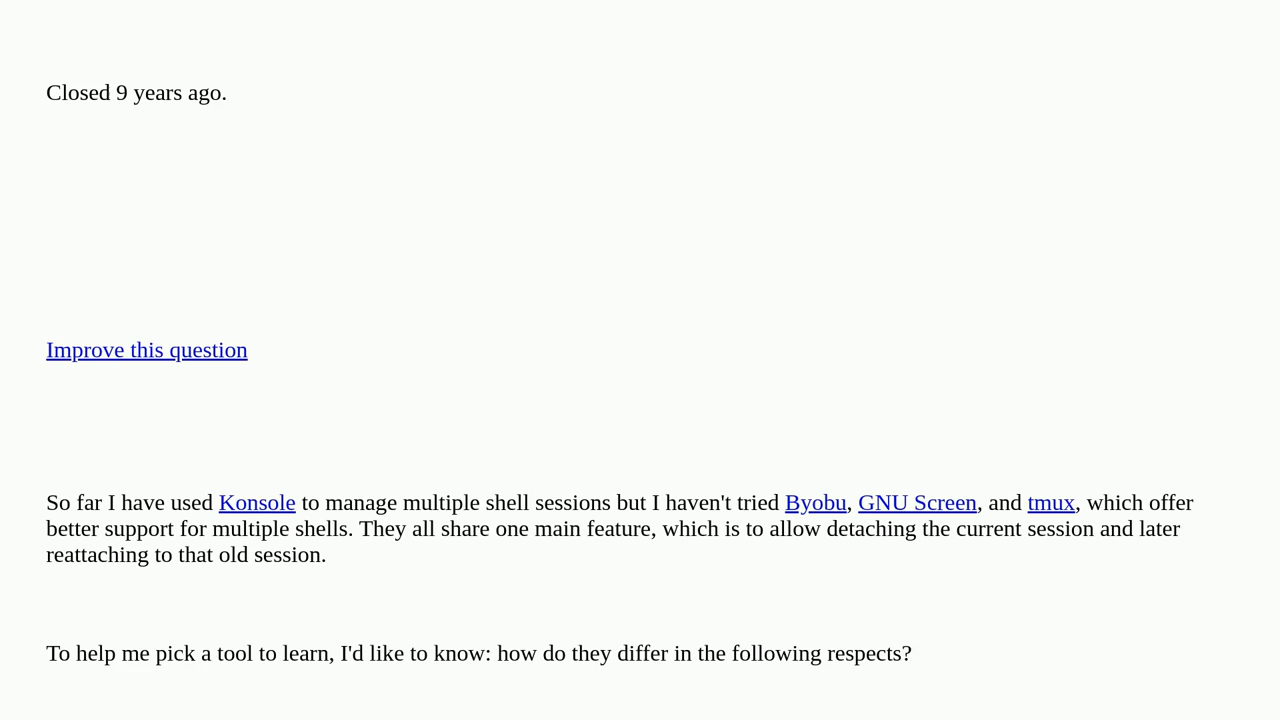 Closed 9 years ago.
Improve this question
So far I have used Konsole to manage multiple shell sessions but I haven't tried Byobu, GNU Screen, and tmux, which offer
better support for multiple shells. They all share one main feature, which is to allow detaching the current session and later
reattaching to that old session.
To help me pick a tool to learn, I'd like to know: how do they differ in the following respects?